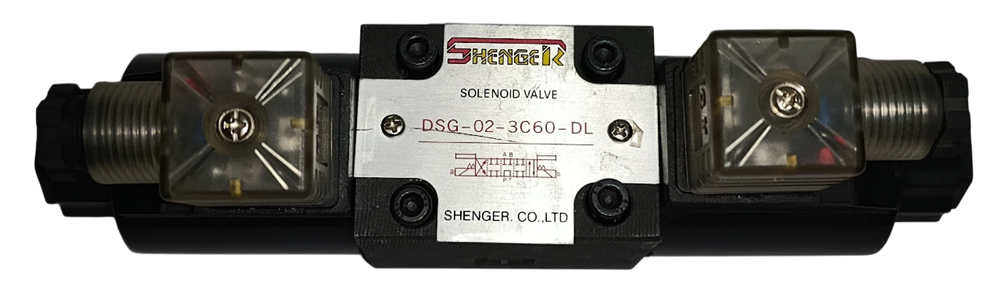 SHENGER
SOLENOID VALVE
DSG-02-3C60-DL
A B
P T
SHENGER. CO.,LTD